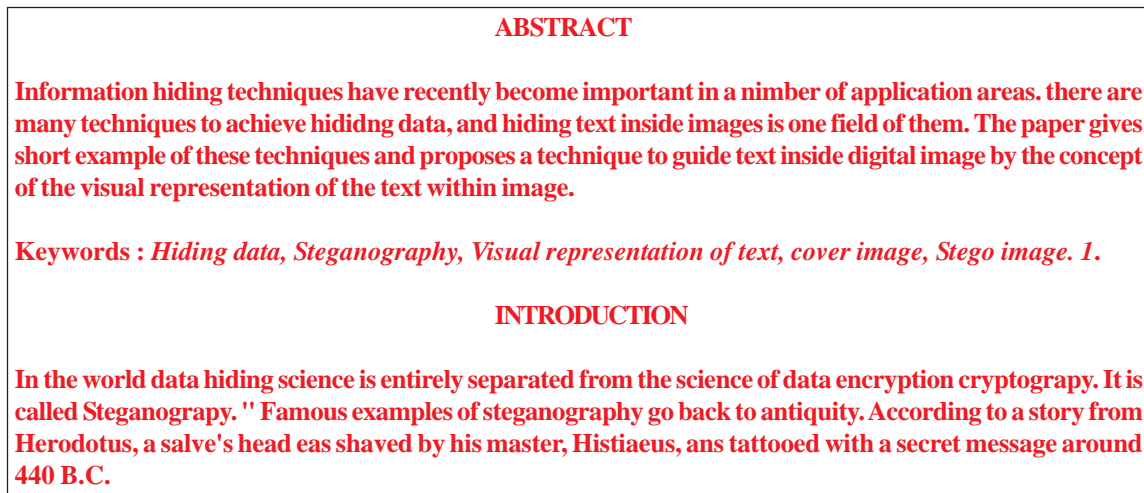 ABSTRACT
Information hiding techniques have recently become important in a nimber of application areas. there are
many techniques to achieve hididng data, and hiding text inside images is one field of them. The paper gives
short example of these techniques and proposes a technique to guide text inside digital image by the concept
of the visual representation of the text within image.
Keywords : Hiding data, Steganography, Visual representation of text, cover image, Stego image. 1.
INTRODUCTION
In the world data hiding science is entirely separated from the science of data encryption cryptograpy. It is
called Steganograpy. " Famous examples of steganography go back to antiquity. According to a story from
Herodotus, a salve's head eas shaved by his master, Histiaeus, ans tattooed with a secret message around
440 B.C.